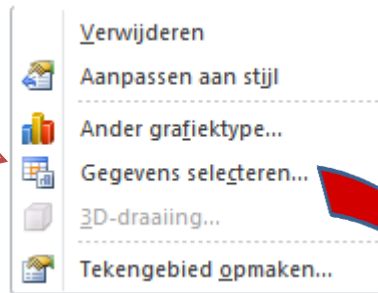 Verwijderen
Aanpassen aan stijl
Ander grafiektype...
Gegevens selecteren...
3D-draaiing...
Tekengebied opmaken...